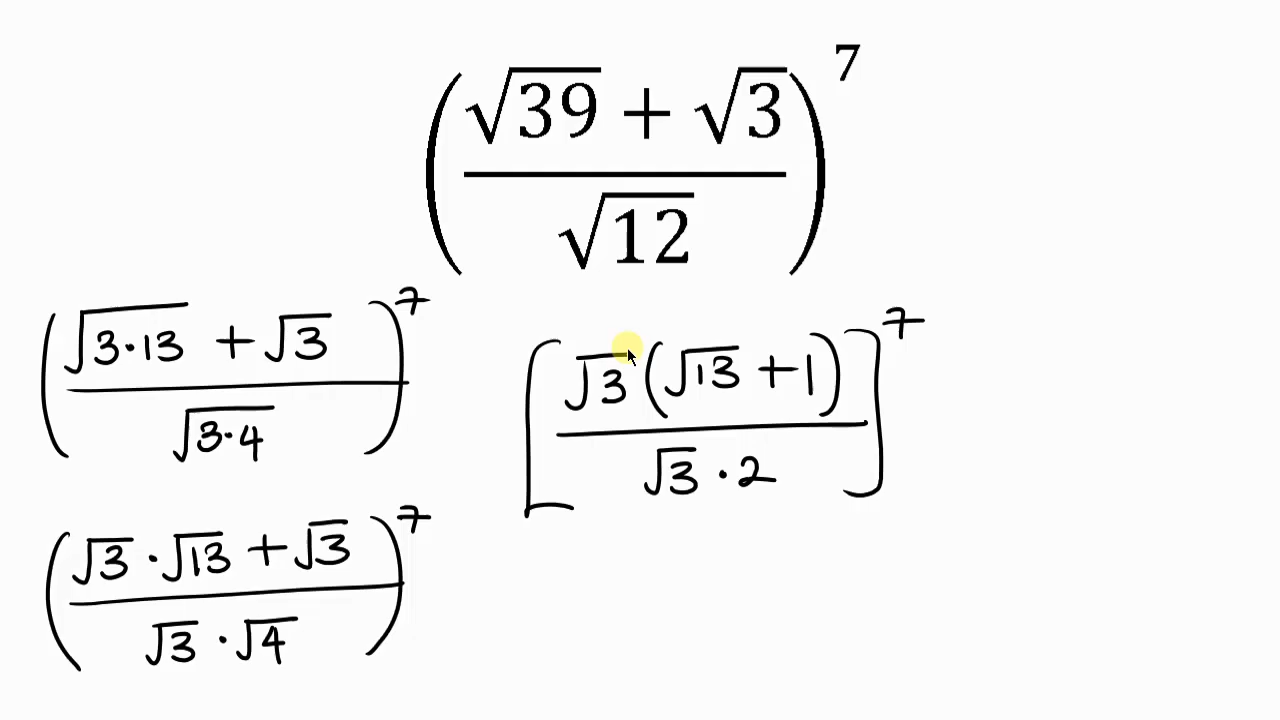 ((√39 + √3)/√12)^7
((√(3·13) + √3)/√(3·4))^7
((√3 · √13 + √3)/(√3 · √4))^7
[(√3(√13 + 1))/(√3 · 2)]^7